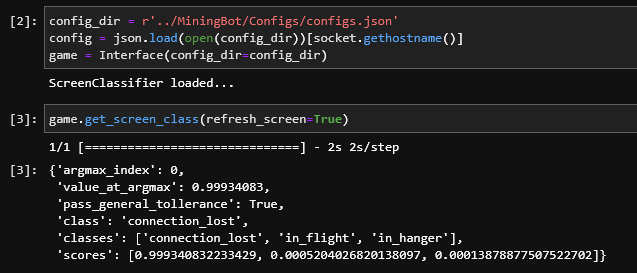 [2]: config_dir = r'../MiningBot/Configs/configs.json'
config = json.load(open(config_dir))[socket.gethostname()]
game = Interface(config_dir=config_dir)
ScreenClassifier loaded...
[3]: game.get_screen_class(refresh_screen=True)
1/1 [==============================] - 2s 2s/step
[3]: {'argmax_index': 0,
'value_at_argmax': 0.99934083,
'pass_general_tollerance': True,
'class': 'connection_lost',
'classes': ['connection_lost', 'in_flight', 'in_hanger'],
'scores': [0.999340832233429, 0.0005204026820138097, 0.00013878877507522702]}